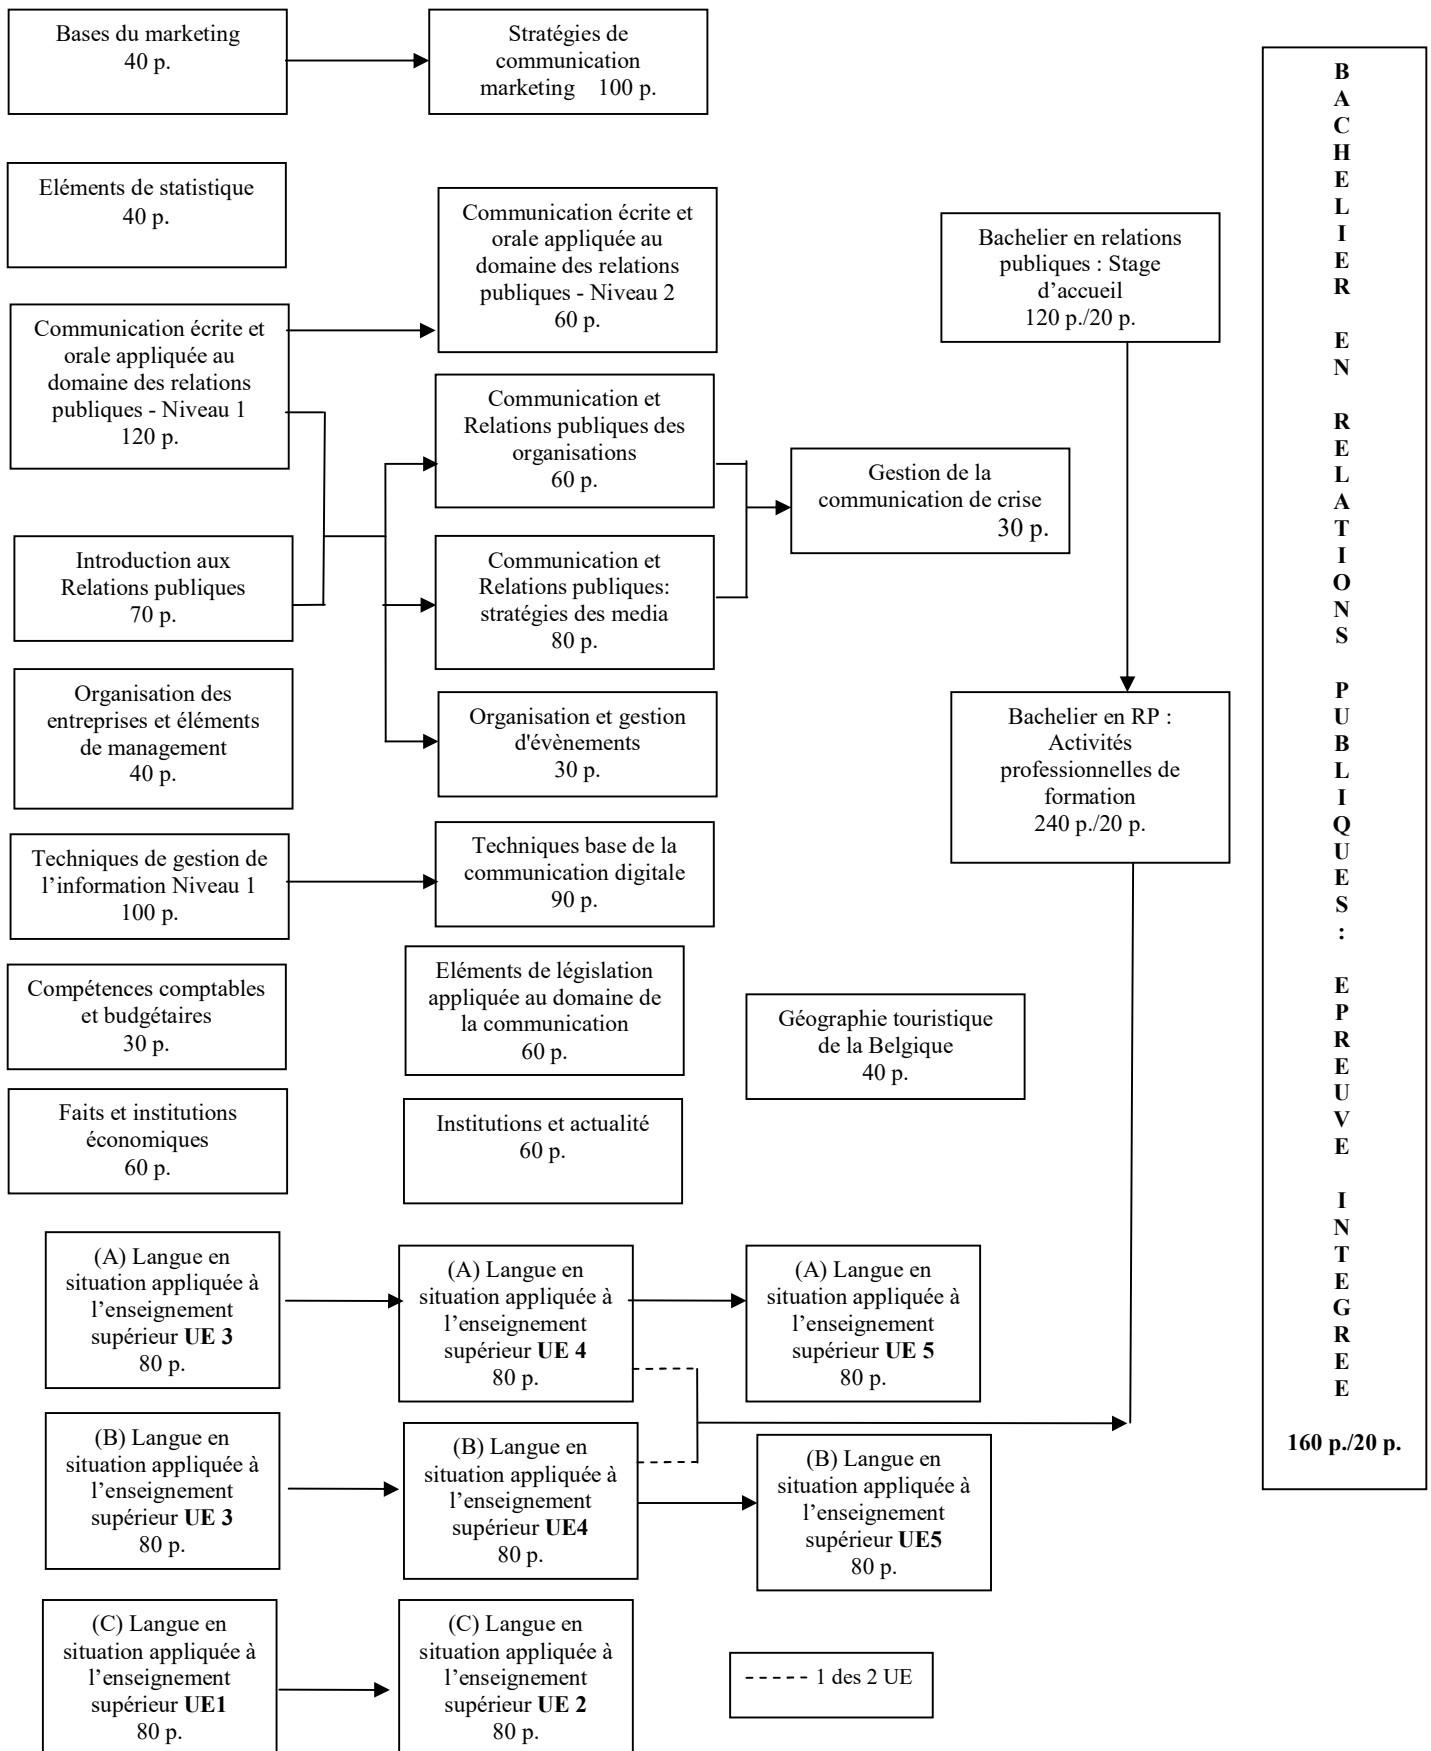 Bases du marketing
40 p.
Stratégies de
communication
marketing 100 p.
Eléments de statistique
40 p.
Communication écrite et
orale appliquée au
domaine des relations
publiques - Niveau 2
60 p.
Bachelier en relations
publiques : Stage
d’accueil
120 p./20 p.
Communication écrite et
orale appliquée au
domaine des relations
publiques - Niveau 1
120 p.
Communication et
Relations publiques des
organisations
60 p.
Gestion de la
communication de crise
30 p.
Introduction aux
Relations publiques
70 p.
Communication et
Relations publiques:
stratégies des media
80 p.
Organisation des
entreprises et éléments
de management
40 p.
Organisation et gestion
d'évènements
30 p.
Bachelier en RP :
Activités
professionnelles de
formation
240 p./20 p.
Techniques de gestion de
l’information Niveau 1
100 p.
Techniques base de la
communication digitale
90 p.
Compétences comptables
et budgétaires
30 p.
Eléments de législation
appliquée au domaine de
la communication
60 p.
Géographie touristique
de la Belgique
40 p.
Faits et institutions
économiques
60 p.
Institutions et actualité
60 p.
(A) Langue en
situation appliquée à
l’enseignement
supérieur UE 3
80 p.
(A) Langue en
situation appliquée à
l’enseignement
supérieur UE 4
80 p.
(A) Langue en
situation appliquée à
l’enseignement
supérieur UE 5
80 p.
(B) Langue en
situation appliquée à
l’enseignement
supérieur UE 3
80 p.
(B) Langue en
situation appliquée à
l’enseignement
supérieur UE4
80 p.
(B) Langue en
situation appliquée à
l’enseignement
supérieur UE5
80 p.
(C) Langue en
situation appliquée à
l’enseignement
supérieur UE1
80 p.
(C) Langue en
situation appliquée à
l’enseignement
supérieur UE 2
80 p.
----- 1 des 2 UE
BACHELIER EN RELATIONS PUBLIQUES: EPREUVE INTEGREE
160 p./20 p.